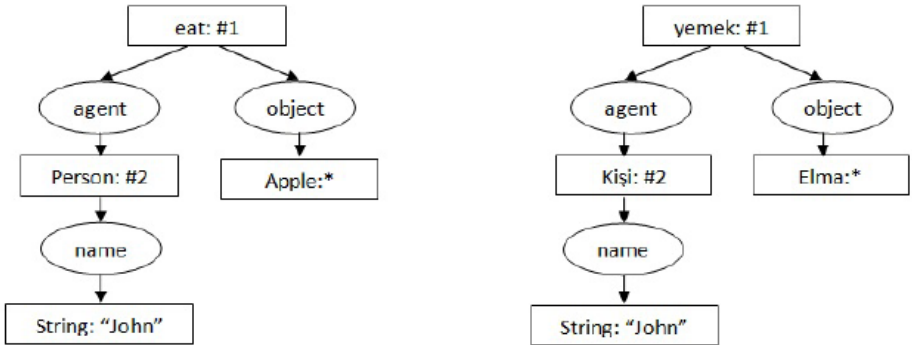 eat: #1
agent
object
Person: #2
Apple:*
name
String: “John”
yemek: #1
agent
object
Kişi: #2
Elma:*
name
String: “John”